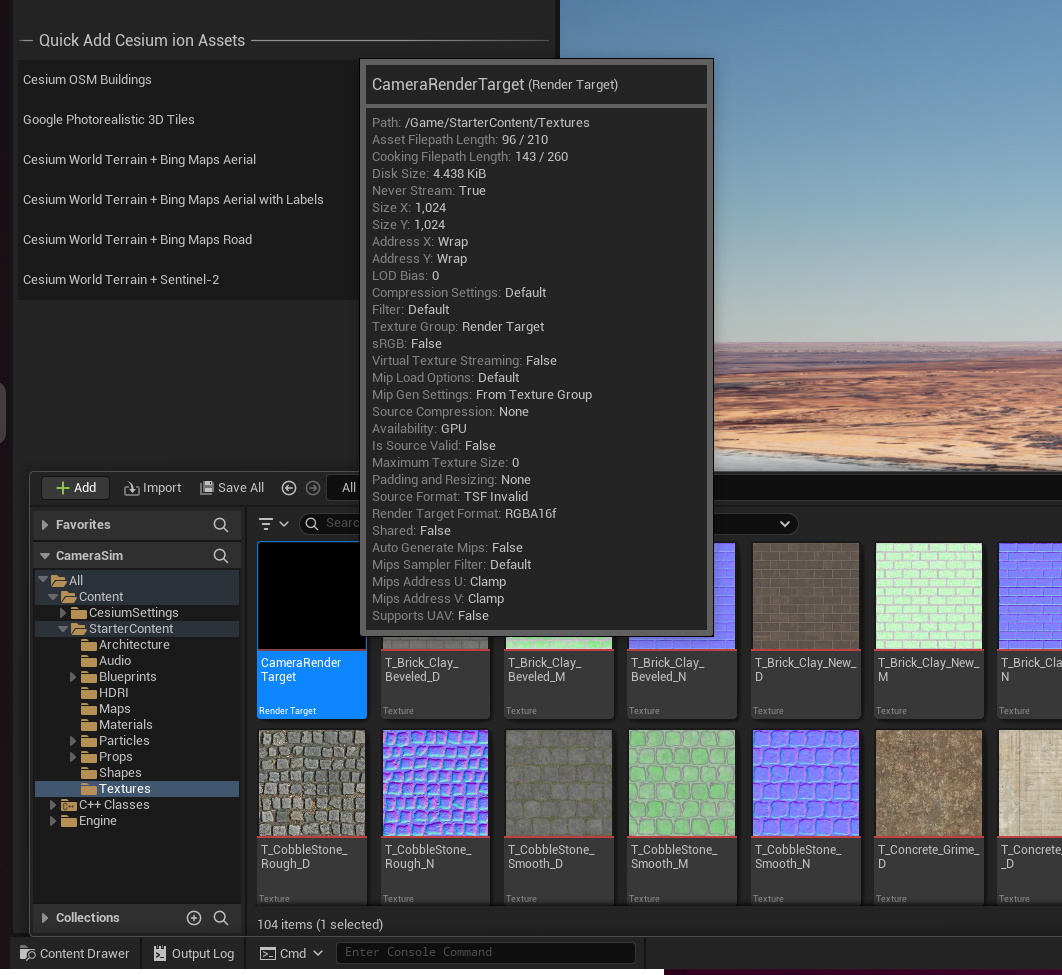 Quick Add Cesium ion Assets
Cesium OSM Buildings
Google Photorealistic 3D Tiles
Cesium World Terrain + Bing Maps Aerial
Cesium World Terrain + Bing Maps Aerial with Labels
Cesium World Terrain + Bing Maps Road
Cesium World Terrain + Sentinel-2
CameraRenderTarget (Render Target)
Path: /Game/StarterContent/Textures
Asset Filepath Length: 96 / 210
Cooking Filepath Length: 143 / 260
Disk Size: 4.438 KiB
Never Stream: True
Size X: 1,024
Size Y: 1,024
Address X: Wrap
Address Y: Wrap
LOD Bias: 0
Compression Settings: Default
Filter: Default
Texture Group: Render Target
sRGB: False
Virtual Texture Streaming: False
Mip Load Options: Default
Mip Gen Settings: From Texture Group
Source Compression: None
Availability: GPU
Is Source Valid: False
Maximum Texture Size: 0
Padding and Resizing: None
Source Format: TSF Invalid
Render Target Format: RGBA16f
Shared: False
Auto Generate Mips: False
Mips Sampler Filter: Default
Mips Address U: Clamp
Mips Address V: Clamp
Supports UAV: False
Add Import Save All All
Favorites
CameraSim
All
Content
CesiumSettings
StarterContent
Architecture
Audio
Blueprints
HDRI
Maps
Materials
Particles
Props
Shapes
Textures
C++ Classes
Engine
Collections
Searc
CameraRender
Target
Render Target
T_Brick_Clay_
Beveled_D
Texture
T_Brick_Clay_
Beveled_M
Texture
T_Brick_Clay_
Beveled_N
Texture
T_Brick_Clay_New_
D
Texture
T_Brick_Clay_New_
M
Texture
T_Brick_Cla
N
Texture
T_CobbleStone_
Rough_D
Texture
T_CobbleStone_
Rough_N
Texture
T_CobbleStone_
Smooth_D
Texture
T_CobbleStone_
Smooth_M
Texture
T_CobbleStone_
Smooth_N
Texture
T_Concrete_Grime_
D
Texture
T_Concrete_
_D
Texture
104 items (1 selected)
Content Drawer Output Log Cmd Enter Console Command